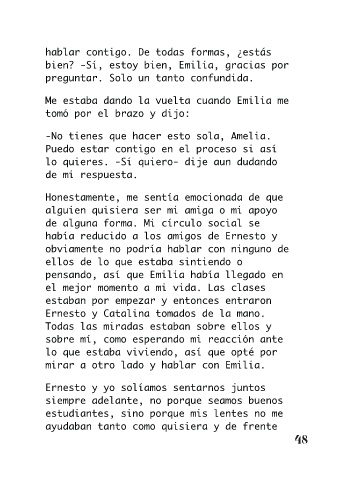 hablar contigo. De todas formas, ¿estás
bien? -Sí, estoy bien, Emilia, gracias por
preguntar. Solo un tanto confundida.
Me estaba dando la vuelta cuando Emilia me
tomó por el brazo y dijo:
-No tienes que hacer esto sola, Amelia.
Puedo estar contigo en el proceso si así
lo quieres. -Sí quiero- dije aun dudando
de mi respuesta.
Honestamente, me sentía emocionada de que
alguien quisiera ser mi amiga o mi apoyo
de alguna forma. Mi círculo social se
había reducido a los amigos de Ernesto y
obviamente no podría hablar con ninguno de
ellos de lo que estaba sintiendo o
pensando, así que Emilia había llegado en
el mejor momento a mi vida. Las clases
estaban por empezar y entonces entraron
Ernesto y Catalina tomados de la mano.
Todas las miradas estaban sobre ellos y
sobre mí, como esperando mi reacción ante
lo que estaba viviendo, así que opté por
mirar a otro lado y hablar con Emilia.
Ernesto y yo solíamos sentarnos juntos
siempre adelante, no porque seamos buenos
estudiantes, sino porque mis lentes no me
ayudaban tanto como quisiera y de frente
48